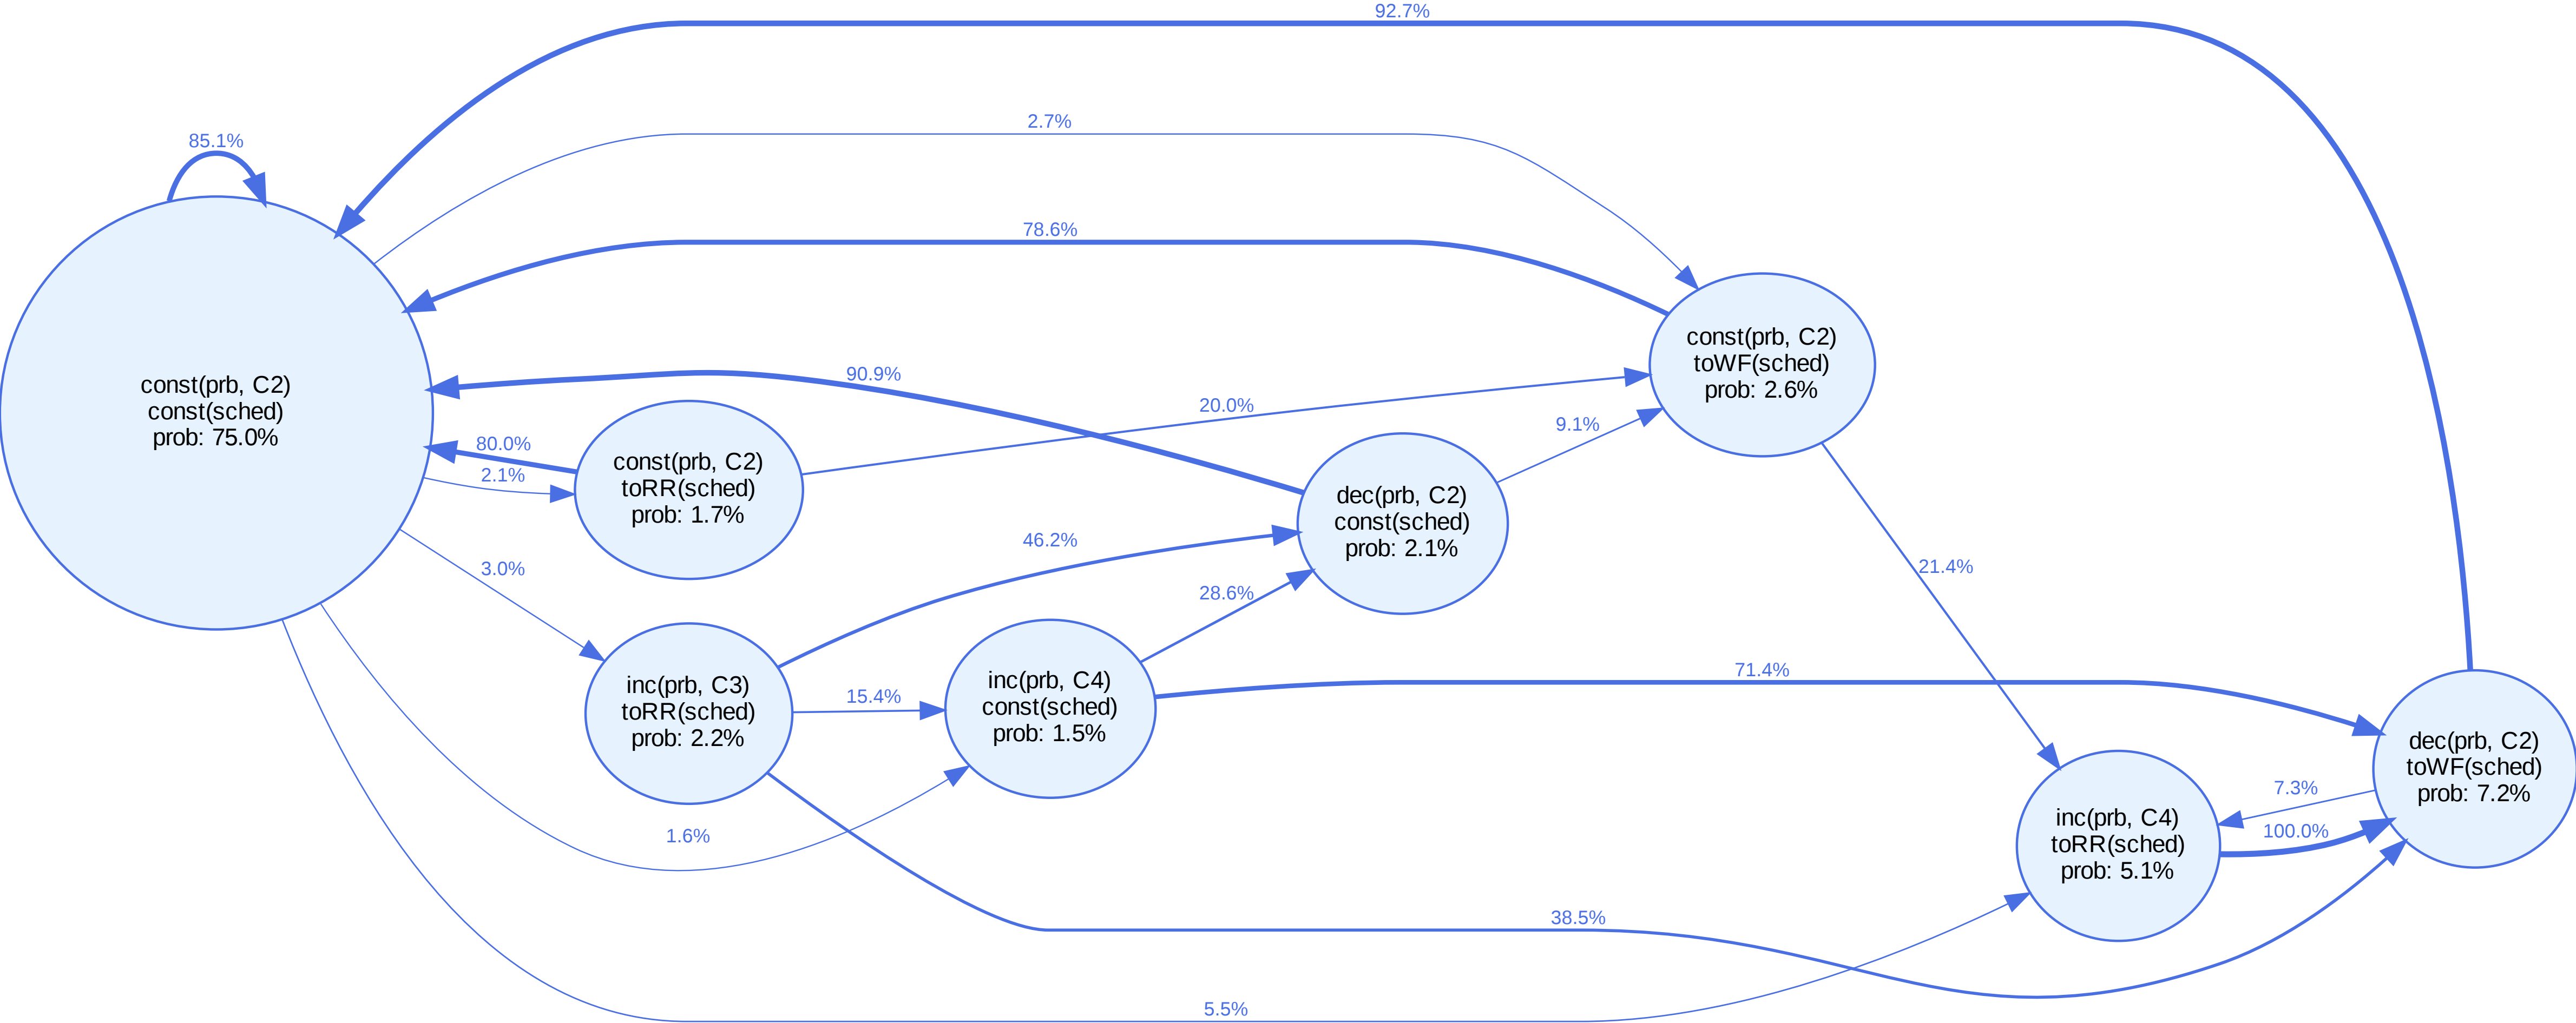 92.7%
2.7%
85.1%
78.6%
const(prb, C2)
toWF(sched)
prob: 2.6%
const(prb, C2)
const(sched)
prob: 75.0%
90.9%
20.0%
9.1%
80.0%
2.1%
const(prb, C2)
toRR(sched)
prob: 1.7%
dec(prb, C2)
const(sched)
prob: 2.1%
46.2%
3.0%
28.6%
21.4%
inc(prb, C3)
toRR(sched)
prob: 2.2%
15.4%
inc(prb, C4)
const(sched)
prob: 1.5%
71.4%
dec(prb, C2)
toWF(sched)
prob: 7.2%
7.3%
100.0%
inc(prb, C4)
toRR(sched)
prob: 5.1%
1.6%
38.5%
5.5%